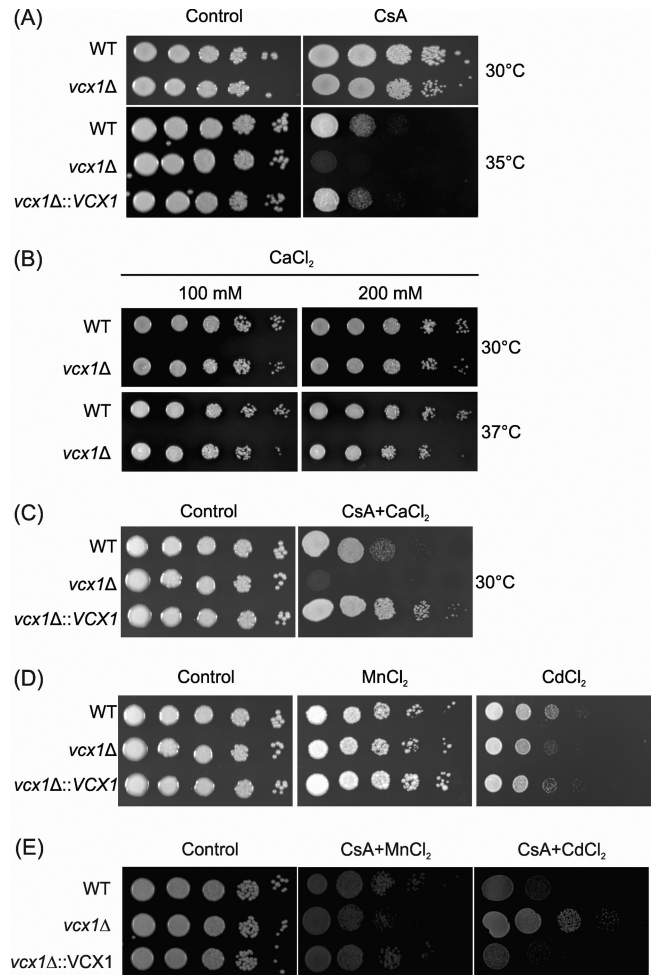 (A) Control CsA
WT
vcx1Δ
30°C
WT
vcx1Δ
vcx1Δ::VCX1
35°C
(B)
CaCl₂
100 mM 200 mM
WT
vcx1Δ
30°C
WT
vcx1Δ
37°C
(C) Control CsA+CaCl₂
WT
vcx1Δ
vcx1Δ::VCX1
30°C
(D) Control MnCl₂ CdCl₂
WT
vcx1Δ
vcx1Δ::VCX1
(E) Control CsA+MnCl₂ CsA+CdCl₂
WT
vcx1Δ
vcx1Δ::VCX1